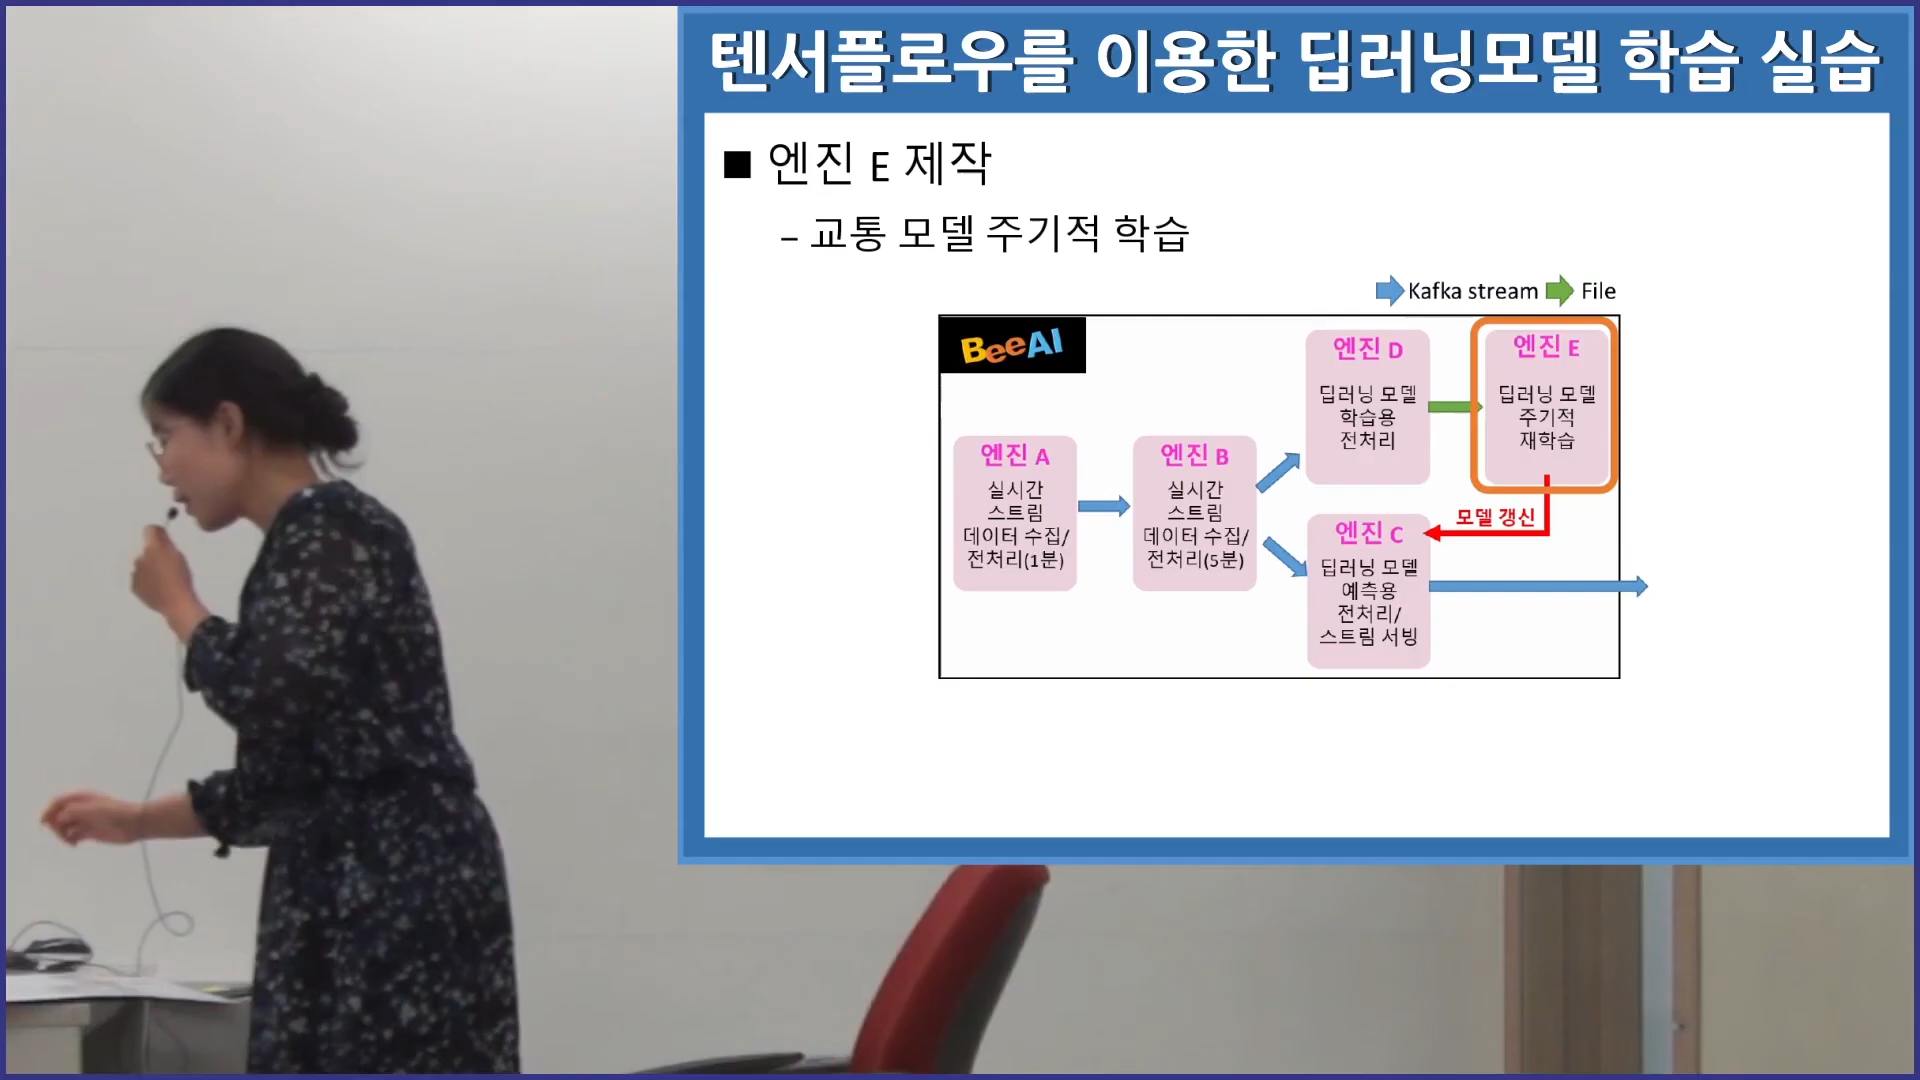 텐서플로우를 이용한 딥러닝모델 학습 실습
■ 엔진 E 제작
– 교통 모델 주기적 학습
Kafka stream
File
BeeAI
엔진 A
실시간
스트림
데이터 수집/
전처리(1분)
엔진 B
실시간
스트림
데이터 수집/
전처리(5분)
엔진 D
딥러닝 모델
학습용
전처리
엔진 E
딥러닝 모델
주기적
재학습
모델 갱신
엔진 C
딥러닝 모델
예측용
전처리/
스트림 서빙